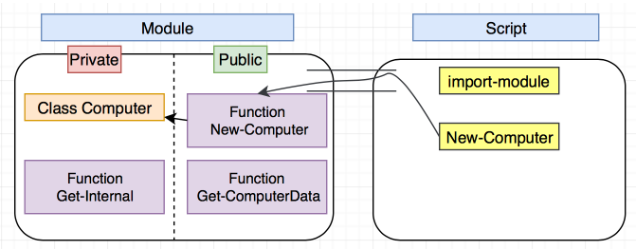 Module
Script
Private
Public
import-module
Class Computer
Function
New-Computer
New-Computer
Function
Get-Internal
Function
Get-ComputerData